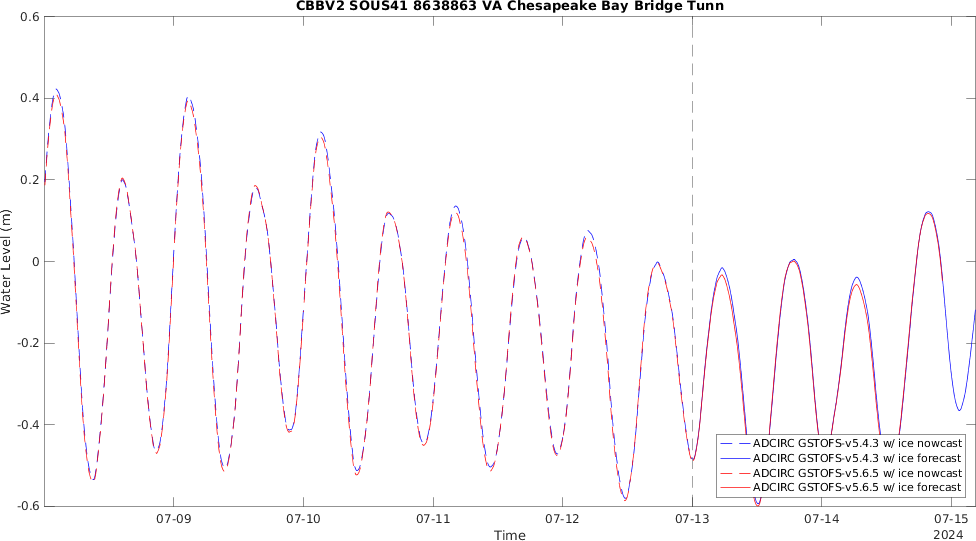 CBBV2 SOUS41 8638863 VA Chesapeake Bay Bridge Tunn
0.6
0.4
0.2
0
-0.2
-0.4
-0.6
Water Level (m)
ADCIRC GSTOFS-v5.4.3 w/ ice nowcast
ADCIRC GSTOFS-v5.4.3 w/ ice forecast
ADCIRC GSTOFS-v5.6.5 w/ ice nowcast
ADCIRC GSTOFS-v5.6.5 w/ ice forecast
07-09 07-10 07-11 07-12 07-13 07-14 07-15
Time
2024